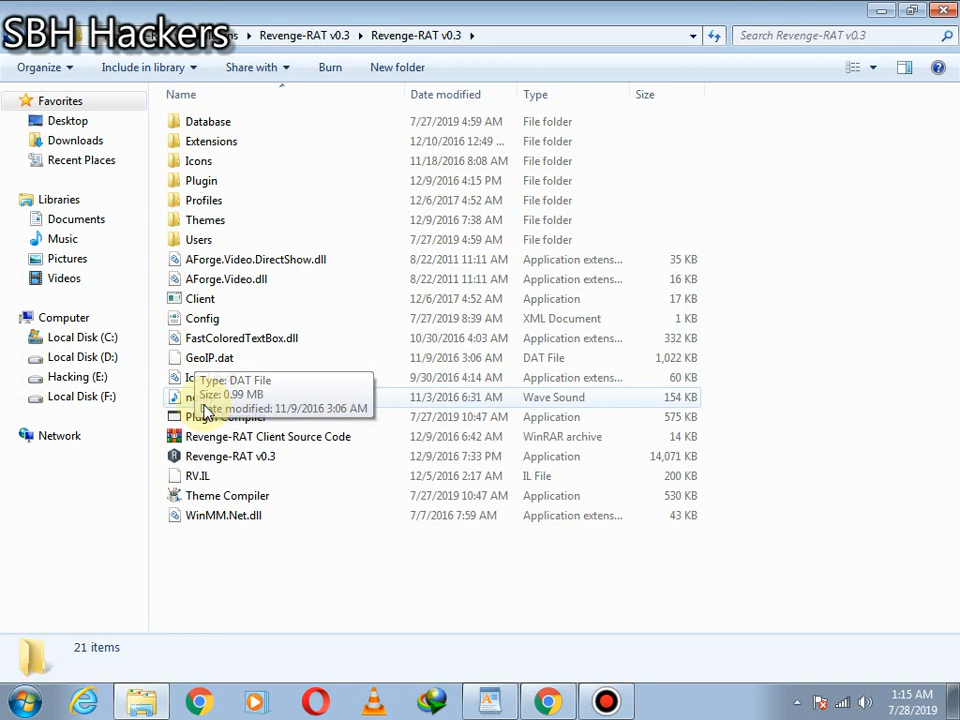 SBH Hackers
Revenge-RAT v0.3 Revenge-RAT v0.3
Search Revenge-RAT v0.3
Organize Include in library Share with Burn New folder
Name Date modified Type Size
Favorites
Desktop
Downloads
Recent Places
Libraries
Documents
Music
Pictures
Videos
Computer
Local Disk (C:)
Local Disk (D:)
Hacking (E:)
Local Disk (F:)
Network
Database 7/27/2019 4:59 AM File folder
Extensions 12/10/2016 12:49 ... File folder
Icons 11/18/2016 8:08 AM File folder
Plugin 12/9/2016 4:15 PM File folder
Profiles 12/6/2017 4:52 AM File folder
Themes 12/9/2016 7:38 AM File folder
Users 7/27/2019 4:59 AM File folder
AForge.Video.DirectShow.dll 8/22/2011 11:11 AM Application extens... 35 KB
AForge.Video.dll 8/22/2011 11:11 AM Application extens... 16 KB
Client 12/6/2017 4:52 AM Application 17 KB
Config 7/27/2019 8:39 AM XML Document 1 KB
FastColoredTextBox.dll 10/30/2016 4:03 AM Application extens... 332 KB
GeoIP.dat 11/9/2016 3:06 AM DAT File 1,022 KB
9/30/2016 4:14 AM Application extens... 60 KB
11/3/2016 6:31 AM Wave Sound 154 KB
Type: DAT File
Size: 0.99 MB
Date modified: 11/9/2016 3:06 AM
Plugin Compiler 7/27/2019 10:47 AM Application 575 KB
Revenge-RAT Client Source Code 12/9/2016 6:42 AM WinRAR archive 14 KB
Revenge-RAT v0.3 12/9/2016 7:33 PM Application 14,071 KB
RV.IL 12/5/2016 2:17 AM IL File 200 KB
Theme Compiler 7/27/2019 10:47 AM Application 530 KB
WinMM.Net.dll 7/7/2016 7:59 AM Application extens... 43 KB
21 items
1:15 AM
7/28/2019